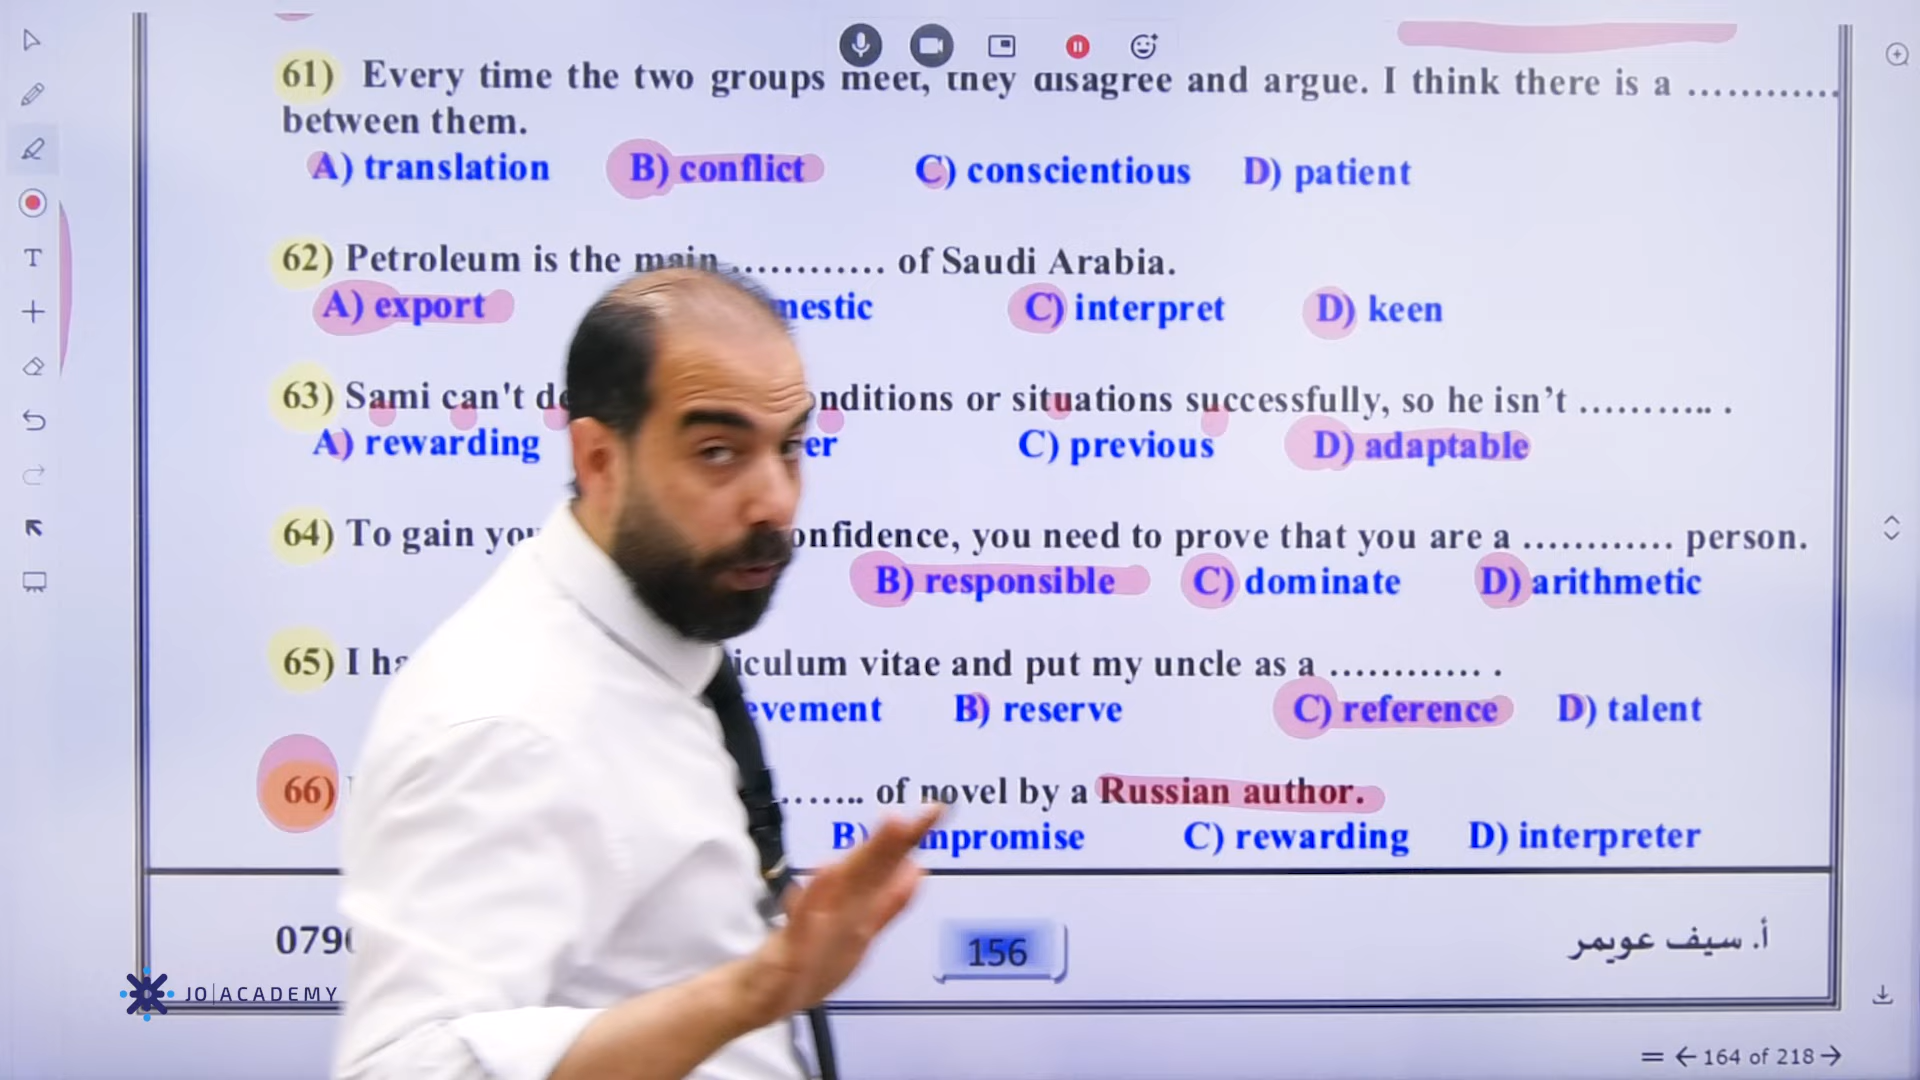 61) Every time the two groups meet, they disagree and argue. I think there is a ............
between them.
A) translation B) conflict C) conscientious D) patient
62) Petroleum is the main ............ of Saudi Arabia.
A) export mestic C) interpret D) keen
63) Sami can't nditions or situations successfully, so he isn't ........... .
A) rewarding er C) previous D) adaptable
64) To gain onfidence, you need to prove that you are a ............ person.
B) responsible C) dominate D) arithmetic
65) I iculum vitae and put my uncle as a ............ .
evement B) reserve C) reference D) talent
66) ........ of novel by a Russian author.
B) mpromise C) rewarding D) interpreter
079 156 أ. سيف عويمر
JO|ACADEMY
164 of 218